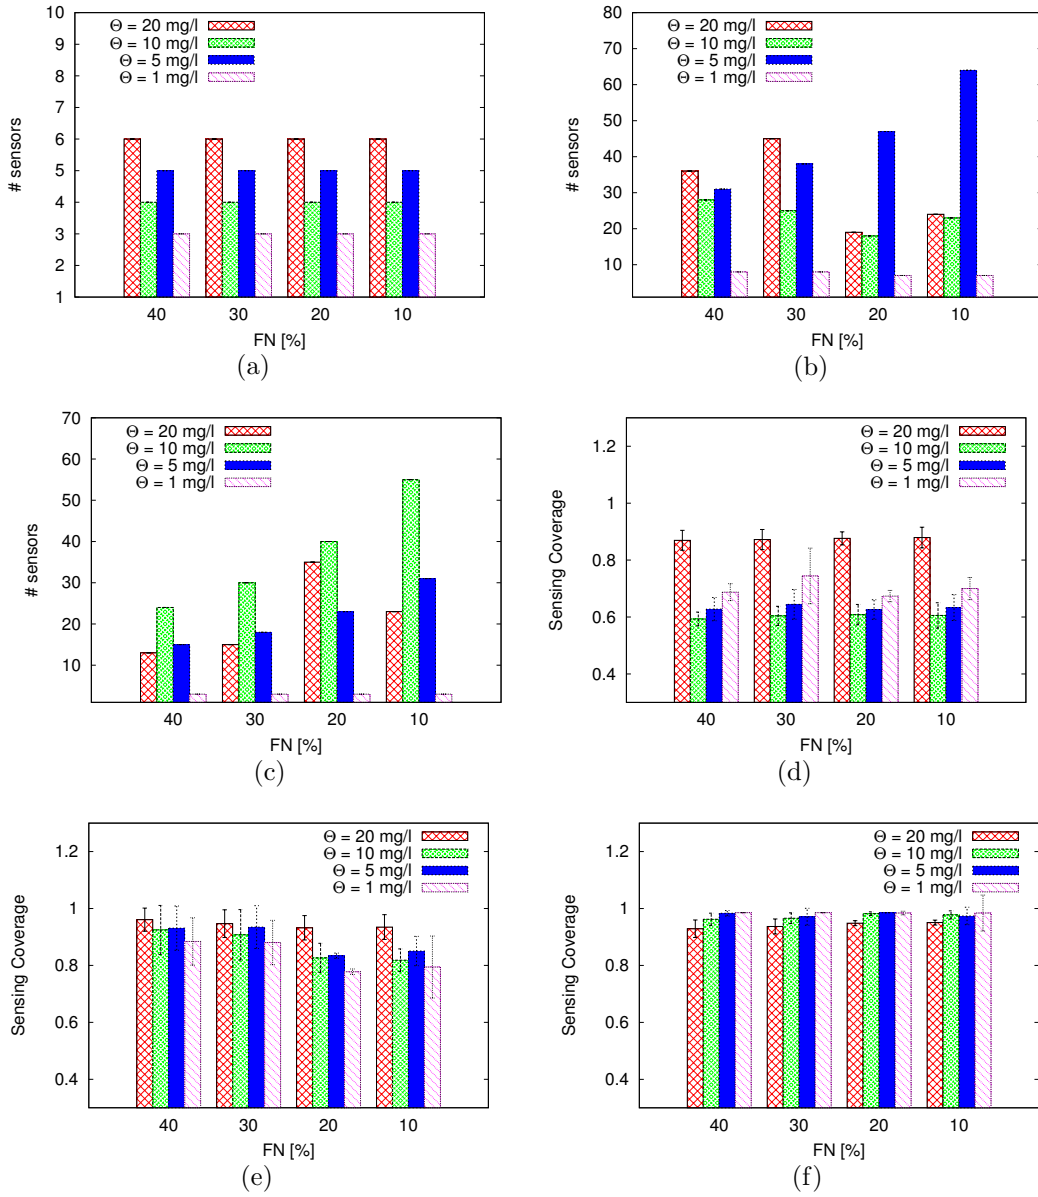 10
9
8
7
6
5
4
3
2
1
# sensors
Θ = 20 mg/l
Θ = 10 mg/l
Θ = 5 mg/l
Θ = 1 mg/l
40 30 20 10
FN [%]
(a)
80
70
60
50
40
30
20
10
# sensors
Θ = 20 mg/l
Θ = 10 mg/l
Θ = 5 mg/l
Θ = 1 mg/l
40 30 20 10
FN [%]
(b)
70
60
50
40
30
20
10
# sensors
Θ = 20 mg/l
Θ = 10 mg/l
Θ = 5 mg/l
Θ = 1 mg/l
40 30 20 10
FN [%]
(c)
1.2
1
0.8
0.6
0.4
Sensing Coverage
Θ = 20 mg/l
Θ = 10 mg/l
Θ = 5 mg/l
Θ = 1 mg/l
40 30 20 10
FN [%]
(d)
1.2
1
0.8
0.6
0.4
Sensing Coverage
Θ = 20 mg/l
Θ = 10 mg/l
Θ = 5 mg/l
Θ = 1 mg/l
40 30 20 10
FN [%]
(e)
1.2
1
0.8
0.6
0.4
Sensing Coverage
Θ = 20 mg/l
Θ = 10 mg/l
Θ = 5 mg/l
Θ = 1 mg/l
40 30 20 10
FN [%]
(f)